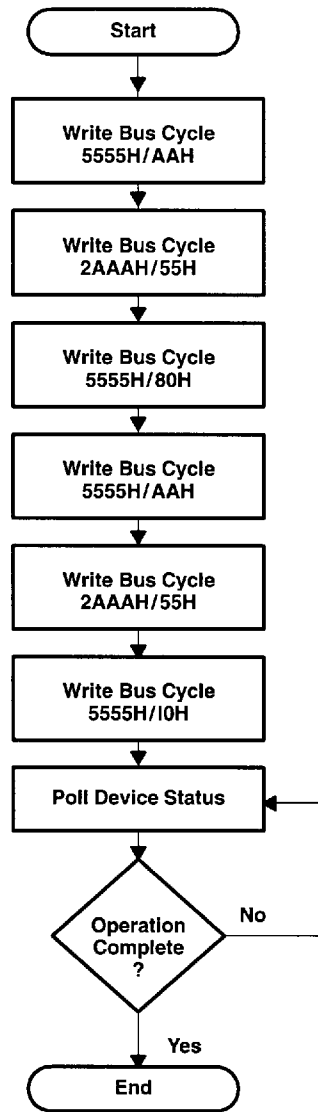 Start
Write Bus Cycle
5555H/AAH
Write Bus Cycle
2AAAH/55H
Write Bus Cycle
5555H/80H
Write Bus Cycle
5555H/AAH
Write Bus Cycle
2AAAH/55H
Write Bus Cycle
5555H/I0H
Poll Device Status
Operation
Complete
?
No
Yes
End